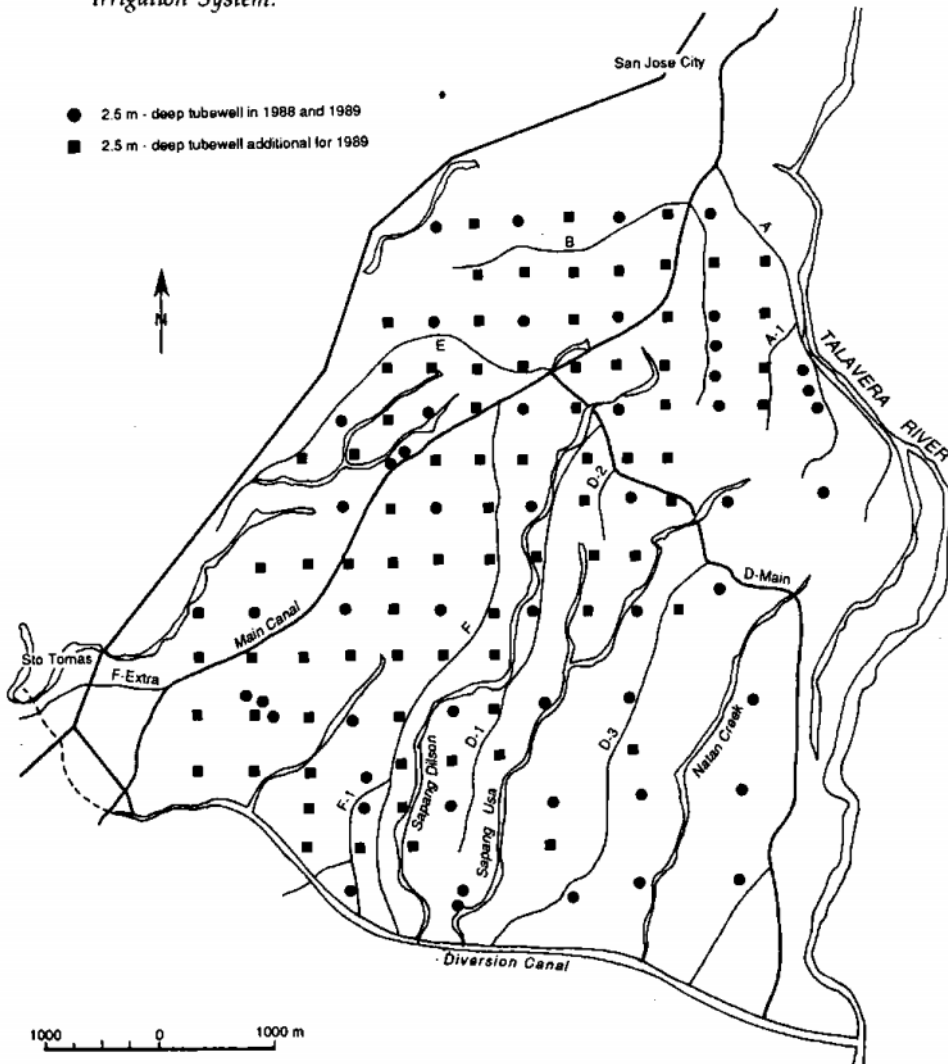 Irrigation System.
San Jose City
2.5 m - deep tubewell in 1988 and 1989
2.5 m - deep tubewell additional for 1989
N
A
B
A-1
E
TALAVERA
RIVER
D-2
D-Main
F
Main Canal
Sto Tomas
F-Extra
D-1
D-3
Natan Creek
Sapang Dilson
Sapang Usa
F-1
Diversion Canal
1000 0 1000 m